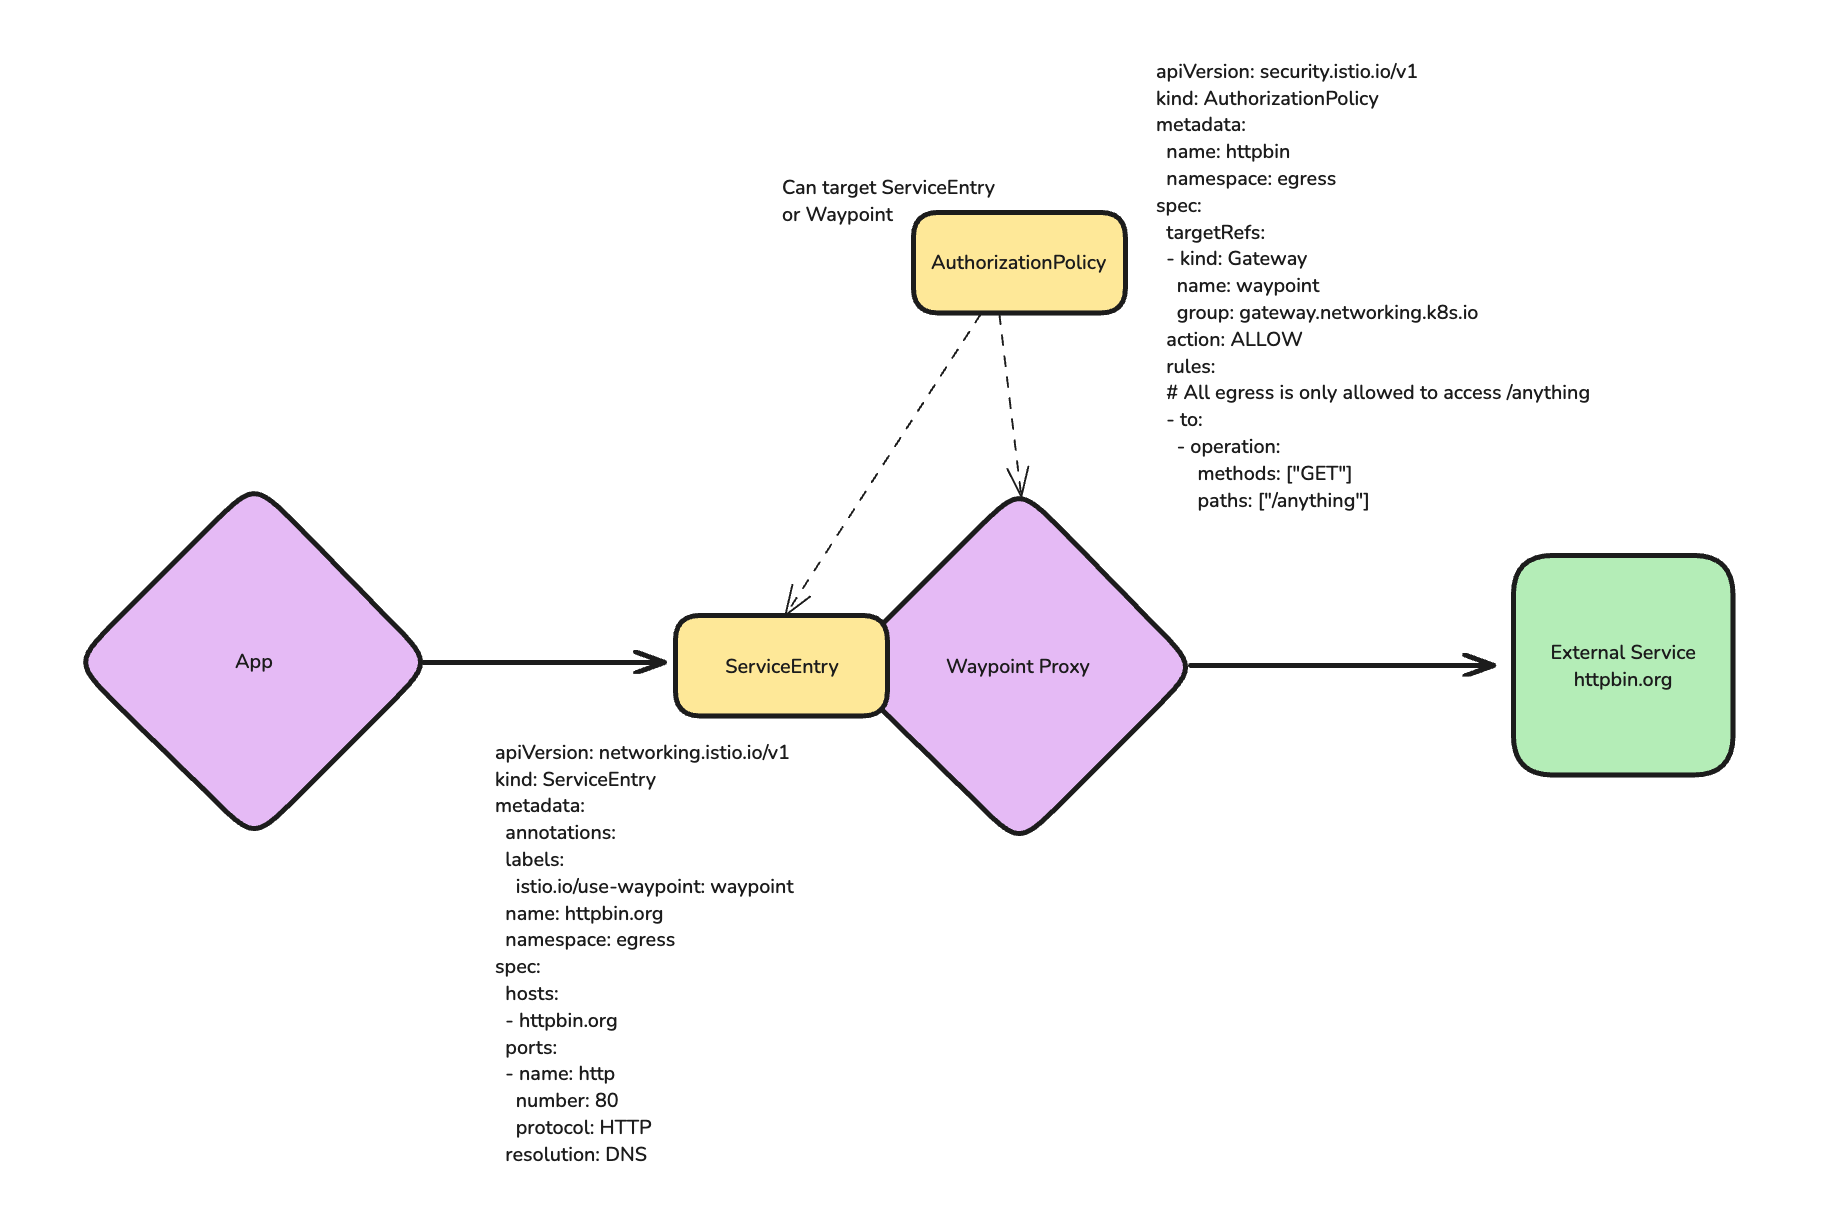 apiVersion: security.istio.io/v1
kind: AuthorizationPolicy
metadata:
  name: httpbin
  namespace: egress
spec:
  targetRefs:
  - kind: Gateway
    name: waypoint
    group: gateway.networking.k8s.io
  action: ALLOW
  rules:
  # All egress is only allowed to access /anything
  - to:
    - operation:
        methods: ["GET"]
        paths: ["/anything"]
Can target ServiceEntry
or Waypoint
AuthorizationPolicy
App
ServiceEntry
Waypoint Proxy
External Service
httpbin.org
apiVersion: networking.istio.io/v1
kind: ServiceEntry
metadata:
  annotations:
  labels:
    istio.io/use-waypoint: waypoint
  name: httpbin.org
  namespace: egress
spec:
  hosts:
  - httpbin.org
  ports:
  - name: http
    number: 80
    protocol: HTTP
  resolution: DNS